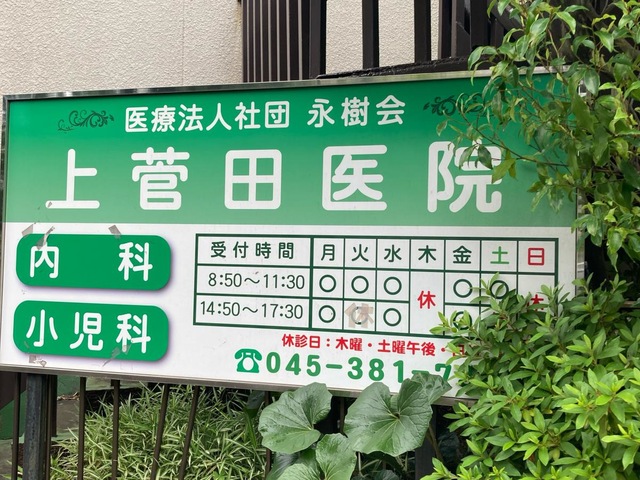 医療法人社団 永樹会
上菅田医院
内科
小児科
受付時間 月 火 水 木 金 土 日
8:50〜11:30 ○ ○ ○ 休 ○ ○
14:50〜17:30 ○ ○ ○ ○
休診日：木曜・土曜午後・
☎045-381-